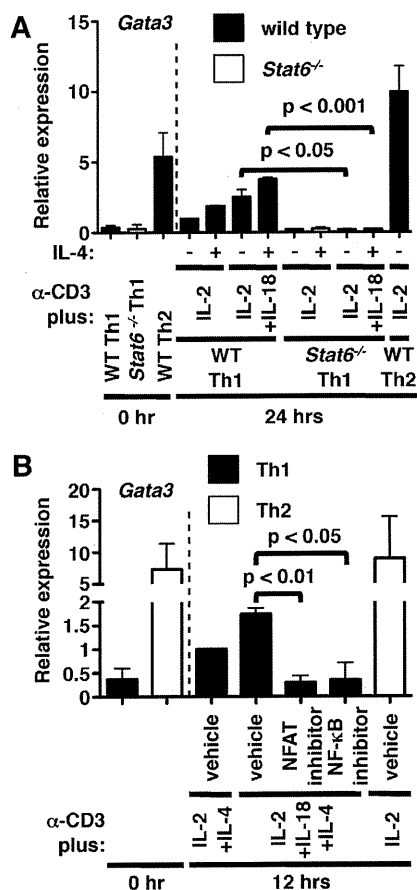 A
Gata3
wild type
Stat6-/-
Relative expression
15
10
5
0
p < 0.001
p < 0.05
IL-4:
- + - + - + - + -
α-CD3
plus:
IL-2
IL-2
+IL-18
IL-2
IL-2
+IL-18
IL-2
WT Th1
Stat6-/- Th1
WT Th2
WT
Th1
Stat6-/-
Th1
WT
Th2
0 hr
24 hrs
B
Gata3
Th1
Th2
Relative expression
20
15
10
5
2
1.5
1
0.5
0
p < 0.05
p < 0.01
vehicle
vehicle
NFAT
inhibitor
NF-κB
inhibitor
vehicle
α-CD3
plus:
IL-2
+IL-4
IL-2
+IL-18
+IL-4
IL-2
0 hr
12 hrs